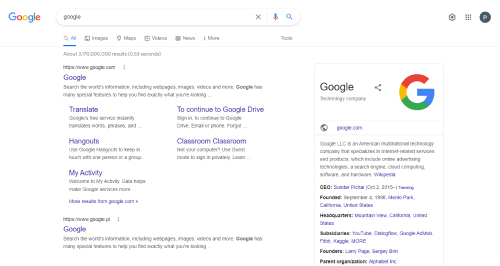 Google
google
All
Images
Maps
Videos
News
More
Tools
P
About 3,170,000,000 results (0.53 seconds)
https://www.google.com
Google
Search the world's information, including webpages, images, videos and more. Google has
many special features to help you find exactly what you're looking ...
Translate
Google's free service instantly
translates words, phrases, and ...
To continue to Google Drive
Sign in. to continue to Google
Drive. Email or phone. Forgot ...
Hangouts
Use Google Hangouts to keep in
touch with one person or a group.
Classroom Classroom
Not your computer? Use Guest
mode to sign in privately. Learn ...
My Activity
Welcome to My Activity. Data helps
make Google services more ...
More results from google.com »
https://www.google.pl
Google
Search the world's information, including webpages, images, videos and more. Google has
many special features to help you find exactly what you're looking ...
Google
Technology company
google.com
Google LLC is an American multinational technology
company that specializes in Internet-related services
and products, which include online advertising
technologies, a search engine, cloud computing,
software, and hardware. Wikipedia
CEO: Sundar Pichai (Oct 2, 2015–) Trending
Founded: September 4, 1998, Menlo Park,
California, United States
Headquarters: Mountain View, California, United
States
Subsidiaries: YouTube, Dialogflow, Google AdMob,
Fitbit, Kaggle, MORE
Founders: Larry Page, Sergey Brin
Parent organization: Alphabet Inc.